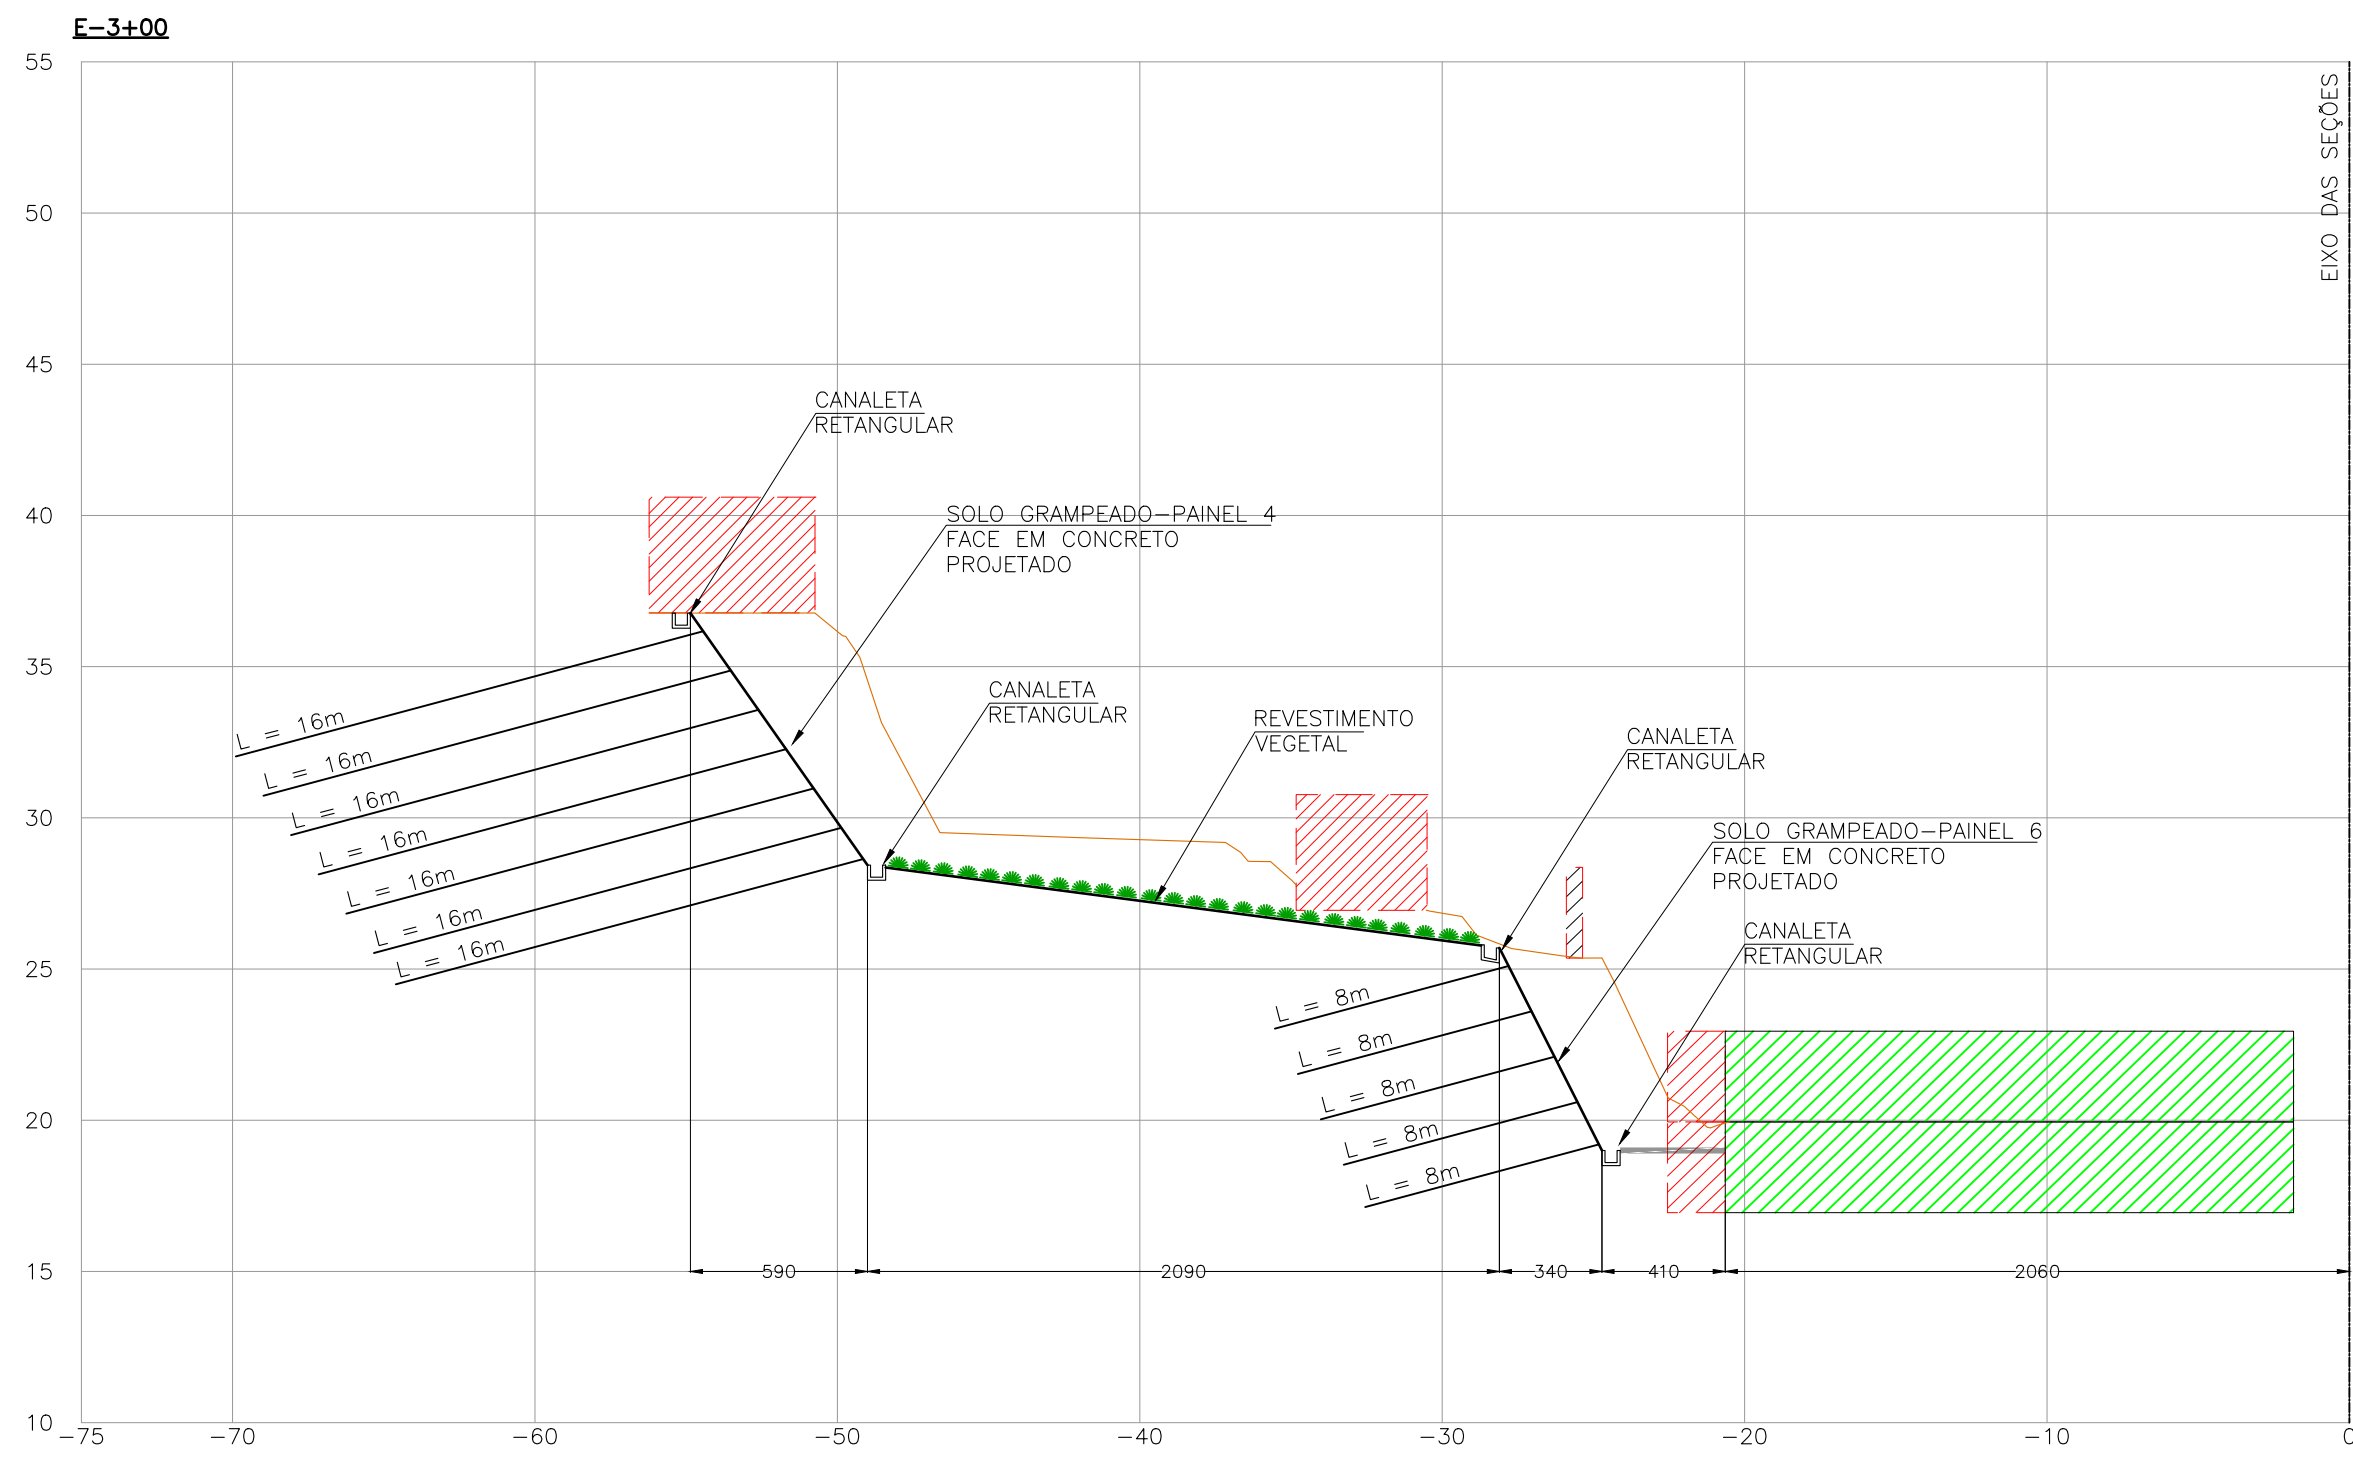 E-3+00
55
50
45
40
35
30
25
20
15
10
-75
-70
-60
-50
-40
-30
-20
-10
0
EIXO DAS SEÇÕES
CANALETA
RETANGULAR
SOLO GRAMPEADO-PAINEL 4
FACE EM CONCRETO
PROJETADO
CANALETA
RETANGULAR
REVESTIMENTO
VEGETAL
CANALETA
RETANGULAR
SOLO GRAMPEADO-PAINEL 6
FACE EM CONCRETO
PROJETADO
CANALETA
RETANGULAR
L = 16m
L = 16m
L = 16m
L = 16m
L = 16m
L = 16m
L = 16m
L = 8m
L = 8m
L = 8m
L = 8m
L = 8m
590
2090
340
410
2060